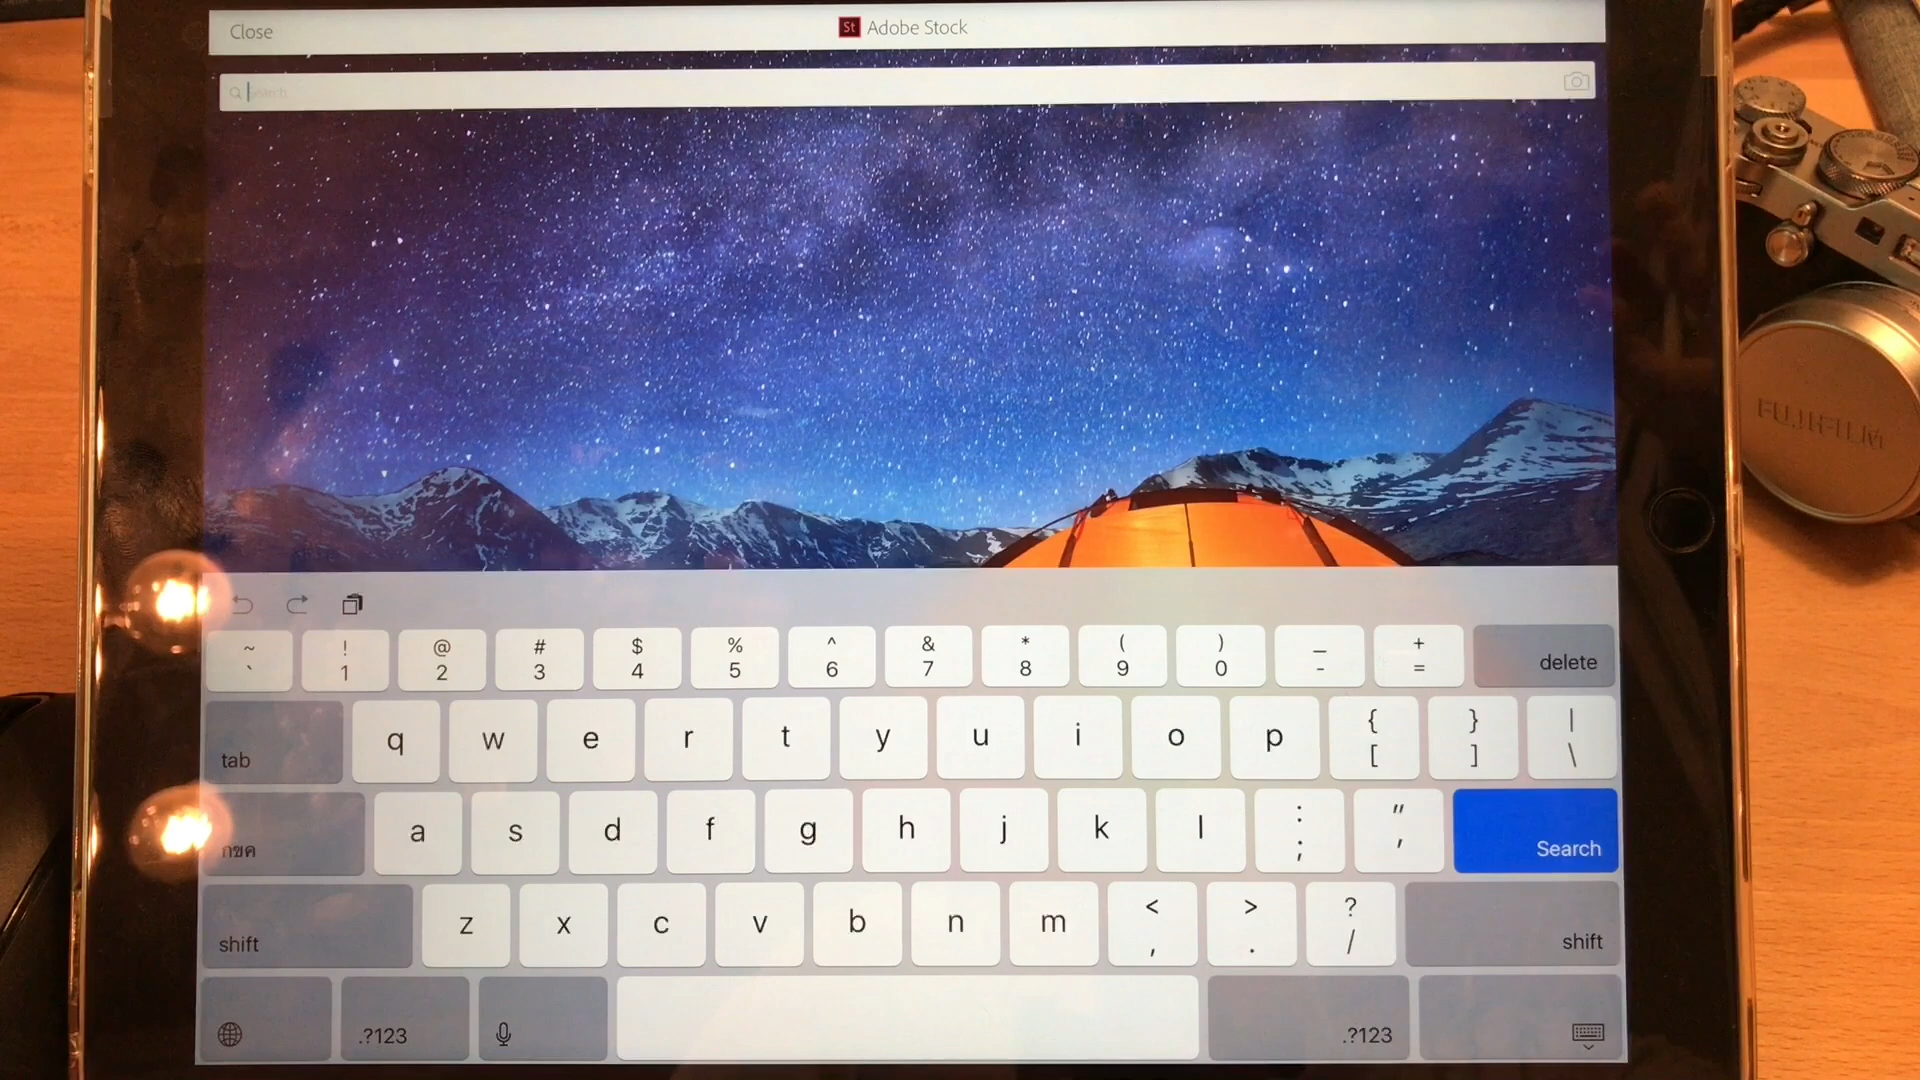 Close
St Adobe Stock
Search
~ ! @ # $ % ^ & * ( ) _ +
` 1 2 3 4 5 6 7 8 9 0 - = delete
{ } |
tab q w e r t y u i o p [ ] \
: "
กขค a s d f g h j k l ; ' Search
< > ?
shift z x c v b n m , . / shift
.?123 .?123
FUJIFILM